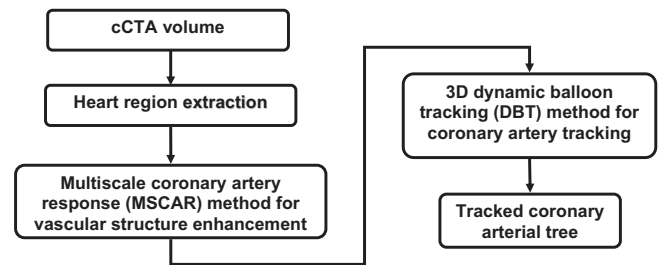 cCTA volume
Heart region extraction
Multiscale coronary artery
response (MSCAR) method for
vascular structure enhancement
3D dynamic balloon
tracking (DBT) method for
coronary artery tracking
Tracked coronary
arterial tree